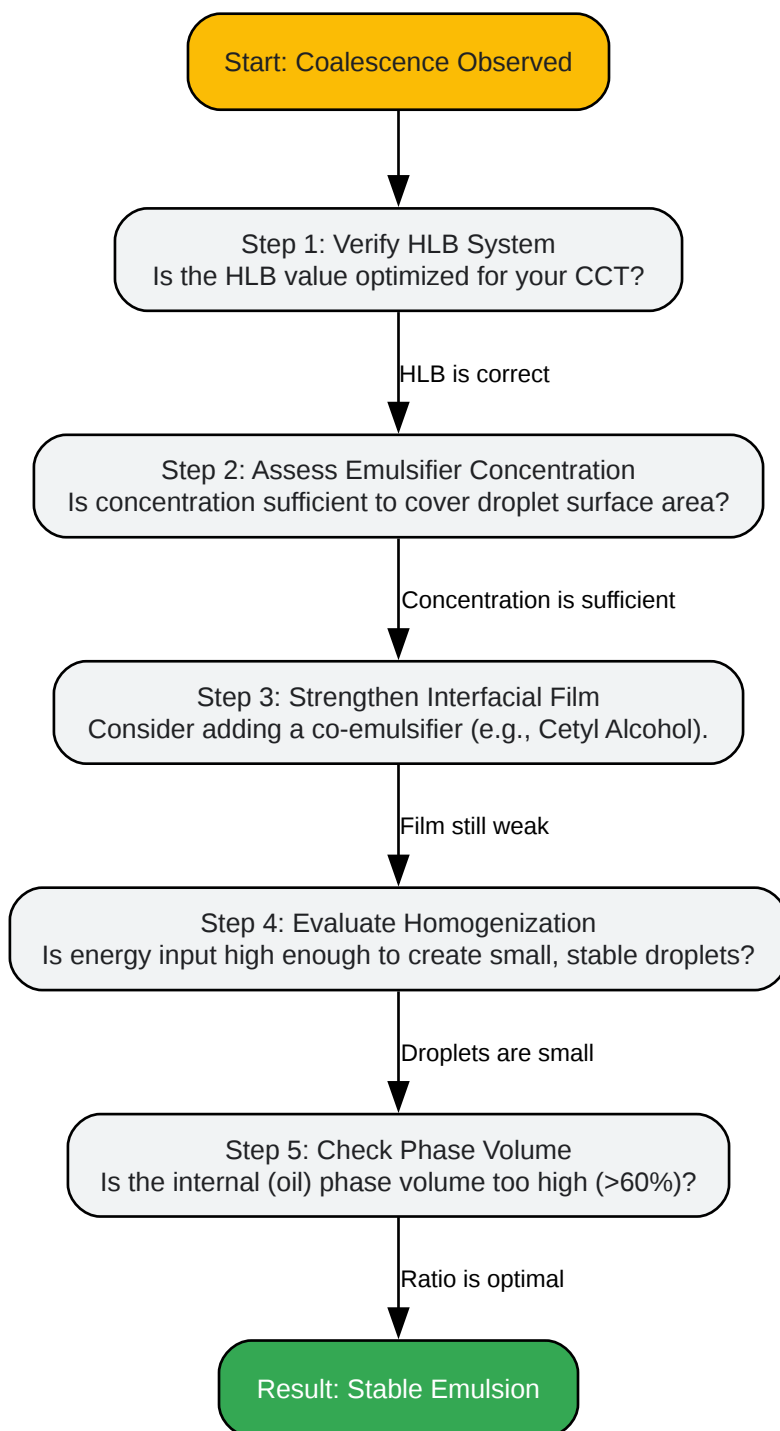 Start: Coalescence Observed
Step 1: Verify HLB System
Is the HLB value optimized for your CCT?
HLB is correct
Step 2: Assess Emulsifier Concentration
Is concentration sufficient to cover droplet surface area?
Concentration is sufficient
Step 3: Strengthen Interfacial Film
Consider adding a co-emulsifier (e.g., Cetyl Alcohol).
Film still weak
Step 4: Evaluate Homogenization
Is energy input high enough to create small, stable droplets?
Droplets are small
Step 5: Check Phase Volume
Is the internal (oil) phase volume too high (>60%)?
Ratio is optimal
Result: Stable Emulsion